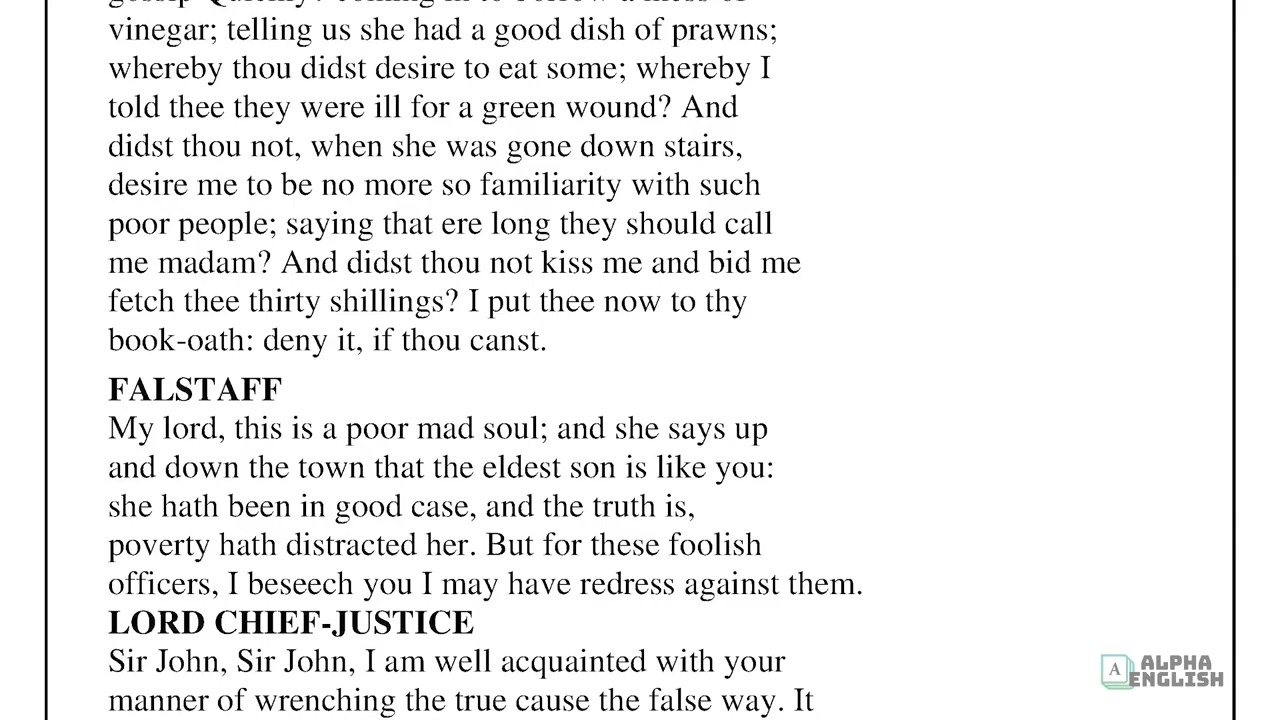 vinegar; telling us she had a good dish of prawns;
whereby thou didst desire to eat some; whereby I
told thee they were ill for a green wound? And
didst thou not, when she was gone down stairs,
desire me to be no more so familiarity with such
poor people; saying that ere long they should call
me madam? And didst thou not kiss me and bid me
fetch thee thirty shillings? I put thee now to thy
book-oath: deny it, if thou canst.
FALSTAFF
My lord, this is a poor mad soul; and she says up
and down the town that the eldest son is like you:
she hath been in good case, and the truth is,
poverty hath distracted her. But for these foolish
officers, I beseech you I may have redress against them.
LORD CHIEF-JUSTICE
Sir John, Sir John, I am well acquainted with your
manner of wrenching the true cause the false way. It
A ALPHA
ENGLISH